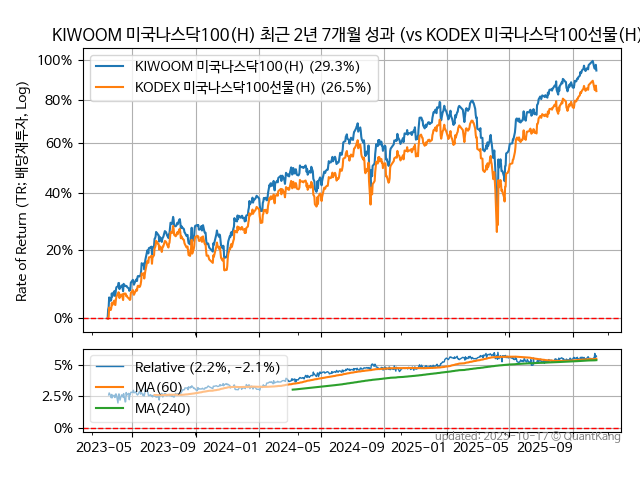 KIWOOM 미국나스닥100(H) 최근 2년 7개월 성과 (vs KODEX 미국나스닥100선물(H)
Rate of Return (TR: 배당재투자, Log)
100%
80%
60%
40%
20%
0%
KIWOOM 미국나스닥100(H) (29.3%)
KODEX 미국나스닥100선물(H) (26.5%)
5%
2.5%
0%
Relative (2.2%, −2.1%)
MA(60)
MA(240)
2023−05 2023−09 2024−01 2024−05 2024−09 2025−01 2025−05 2025−09
updated: 2025−10−17 © QuantKang